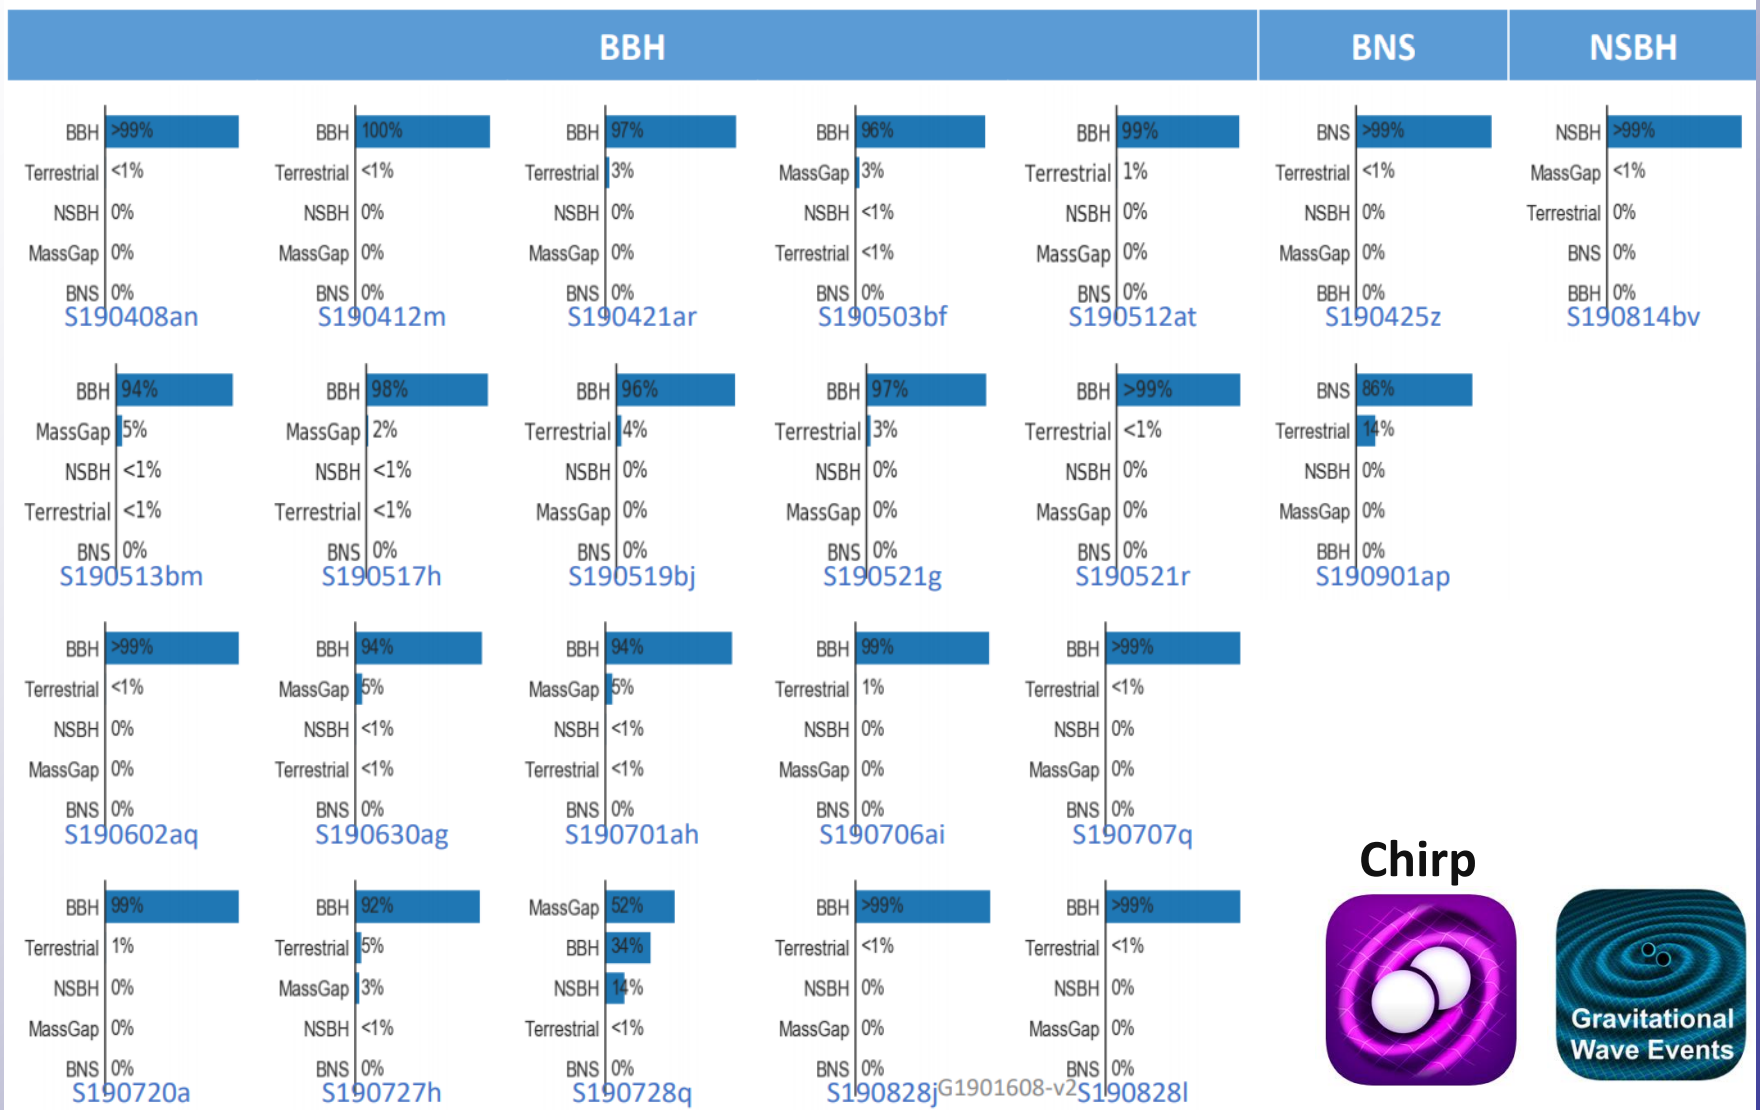 BBH BNS NSBH
BBH >99%
Terrestrial <1%
NSBH 0%
MassGap 0%
BNS 0%
S190408an
BBH 100%
Terrestrial <1%
NSBH 0%
MassGap 0%
BNS 0%
S190412m
BBH 97%
Terrestrial 3%
NSBH 0%
MassGap 0%
BNS 0%
S190421ar
BBH 96%
MassGap 3%
NSBH <1%
Terrestrial <1%
BNS 0%
S190503bf
BBH 99%
Terrestrial 1%
NSBH 0%
MassGap 0%
BNS 0%
S190512at
BNS >99%
Terrestrial <1%
NSBH 0%
MassGap 0%
BBH 0%
S190425z
NSBH >99%
MassGap <1%
Terrestrial 0%
BNS 0%
BBH 0%
S190814bv
BBH 94%
MassGap 5%
NSBH <1%
Terrestrial <1%
BNS 0%
S190513bm
BBH 98%
MassGap 2%
NSBH <1%
Terrestrial <1%
BNS 0%
S190517h
BBH 96%
Terrestrial 4%
NSBH 0%
MassGap 0%
BNS 0%
S190519bj
BBH 97%
Terrestrial 3%
NSBH 0%
MassGap 0%
BNS 0%
S190521g
BBH >99%
Terrestrial <1%
NSBH 0%
MassGap 0%
BNS 0%
S190521r
BNS 86%
Terrestrial 14%
NSBH 0%
MassGap 0%
BBH 0%
S190901ap
BBH >99%
Terrestrial <1%
NSBH 0%
MassGap 0%
BNS 0%
S190602aq
BBH 94%
MassGap 5%
NSBH <1%
Terrestrial <1%
BNS 0%
S190630ag
BBH 94%
MassGap 5%
NSBH <1%
Terrestrial <1%
BNS 0%
S190701ah
BBH 99%
Terrestrial 1%
NSBH 0%
MassGap 0%
BNS 0%
S190706ai
BBH >99%
Terrestrial <1%
NSBH 0%
MassGap 0%
BNS 0%
S190707q
BBH 99%
Terrestrial 1%
NSBH 0%
MassGap 0%
BNS 0%
S190720a
BBH 92%
Terrestrial 5%
MassGap 3%
NSBH <1%
BNS 0%
S190727h
MassGap 52%
BBH 34%
NSBH 14%
Terrestrial <1%
BNS 0%
S190728q
BBH >99%
Terrestrial <1%
NSBH 0%
MassGap 0%
BNS 0%
S190828j
G1901608-v2
BBH >99%
Terrestrial <1%
NSBH 0%
MassGap 0%
BNS 0%
S190828l
Chirp
Gravitational
Wave Events